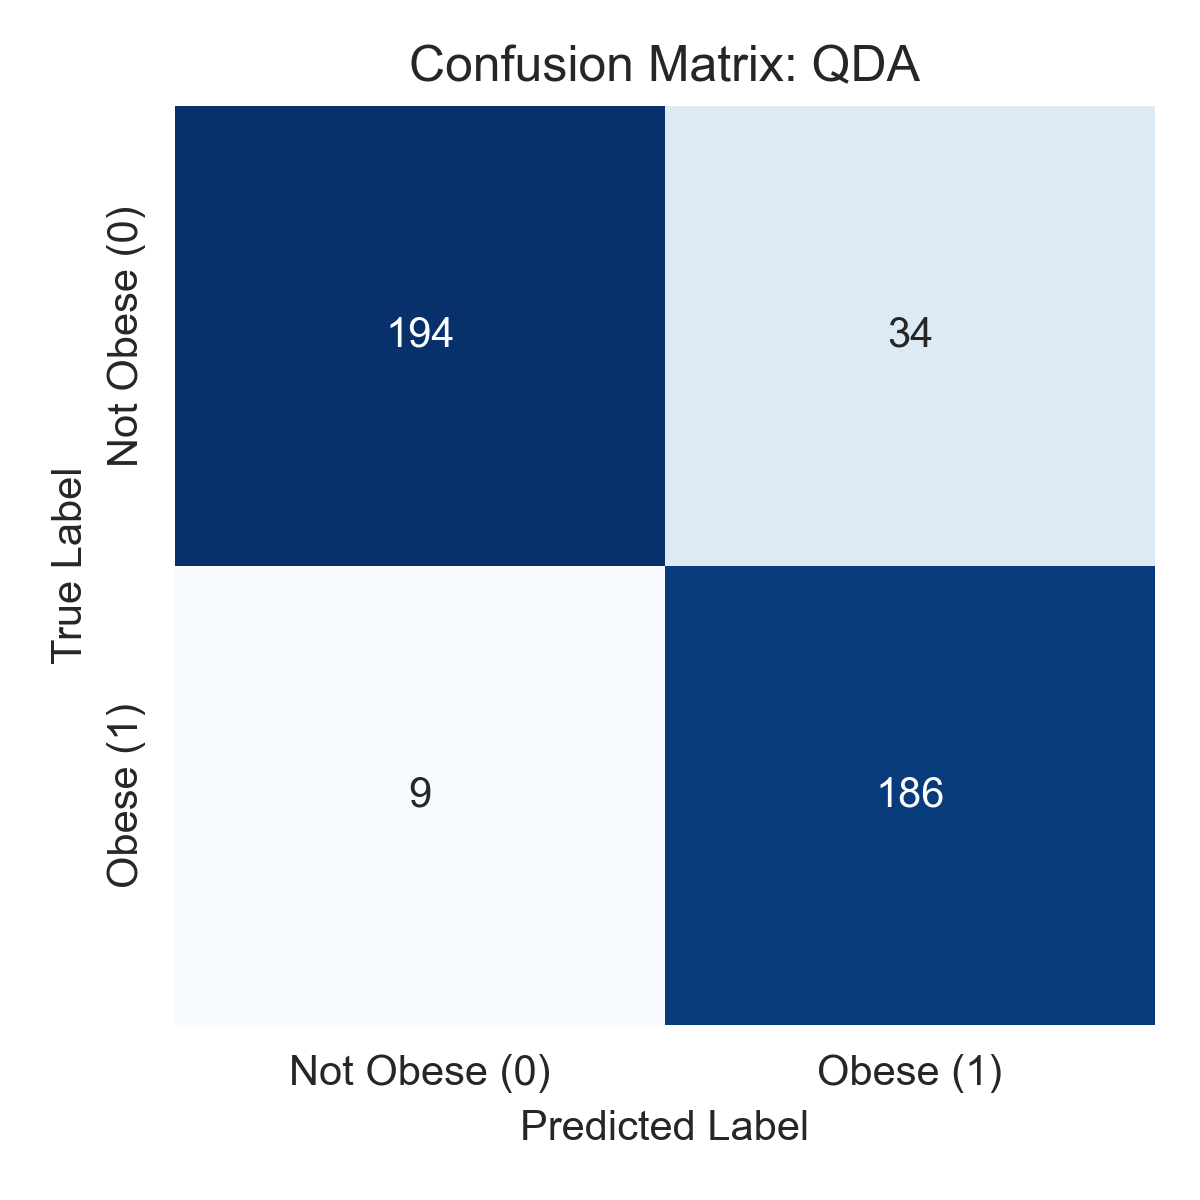 Confusion Matrix: QDA
True Label
Not Obese (0)
194
34
Obese (1)
9
186
Not Obese (0)
Obese (1)
Predicted Label